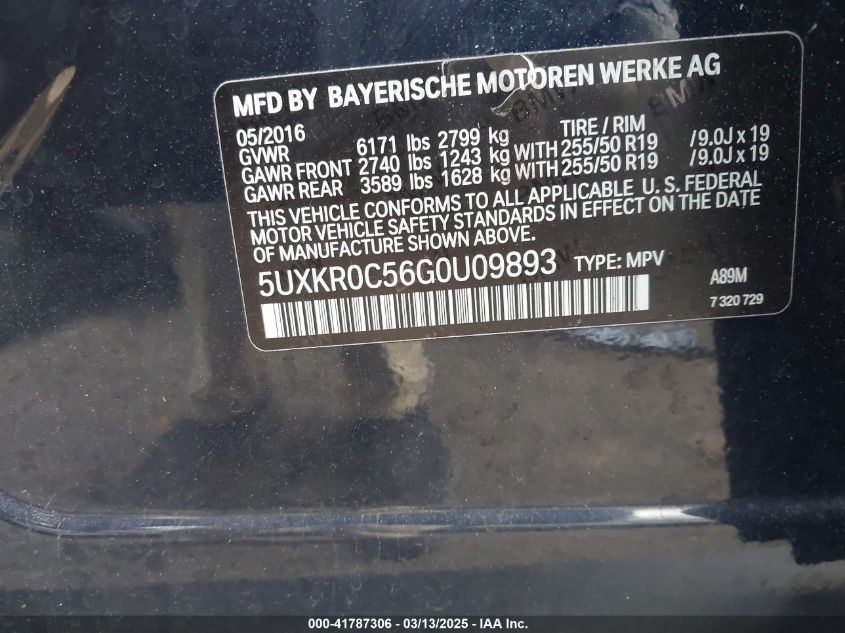 MFD BY BAYERISCHE MOTOREN WERKE AG
05/2016 TIRE / RIM
GVWR 6171 lbs 2799 kg
GAWR FRONT 2740 lbs 1243 kg WITH 255/50 R19 /9.0J x 19
GAWR REAR 3589 lbs 1628 kg WITH 255/50 R19 /9.0J x 19
THIS VEHICLE CONFORMS TO ALL APPLICABLE U. S. FEDERAL
MOTOR VEHICLE SAFETY STANDARDS IN EFFECT ON THE DATE
OF MANUFACTURE SHOWN ABOVE.
5UXKR0C56G0U09893 TYPE: MPV A89M
7 320 729
000-41787306 - 03/13/2025 - IAA Inc.